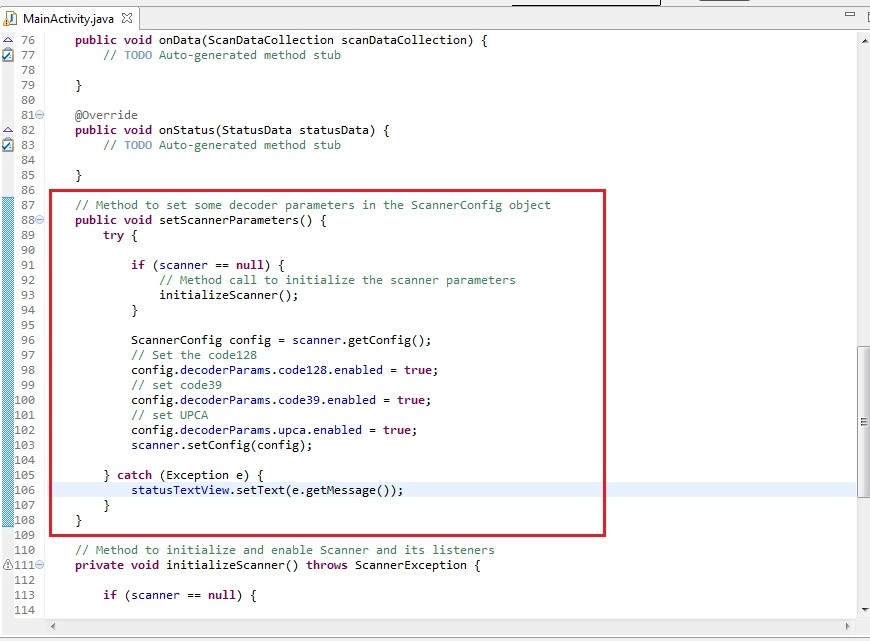 MainActivity.java
76 public void onData(ScanDataCollection scanDataCollection) {
77 // TODO Auto-generated method stub
78
79 }
80
81 @Override
82 public void onStatus(StatusData statusData) {
83 // TODO Auto-generated method stub
84
85 }
86
87 // Method to set some decoder parameters in the ScannerConfig object
88 public void setScannerParameters() {
89 try {
90
91 if (scanner == null) {
92 // Method call to initialize the scanner parameters
93 initializeScanner();
94 }
95
96 ScannerConfig config = scanner.getConfig();
97 // Set the code128
98 config.decoderParams.code128.enabled = true;
99 // set code39
100 config.decoderParams.code39.enabled = true;
101 // set UPCA
102 config.decoderParams.upca.enabled = true;
103 scanner.setConfig(config);
104
105 } catch (Exception e) {
106 statusTextView.setText(e.getMessage());
107 }
108 }
109
110 // Method to initialize and enable Scanner and its listeners
111 private void initializeScanner() throws ScannerException {
112
113 if (scanner == null) {
114